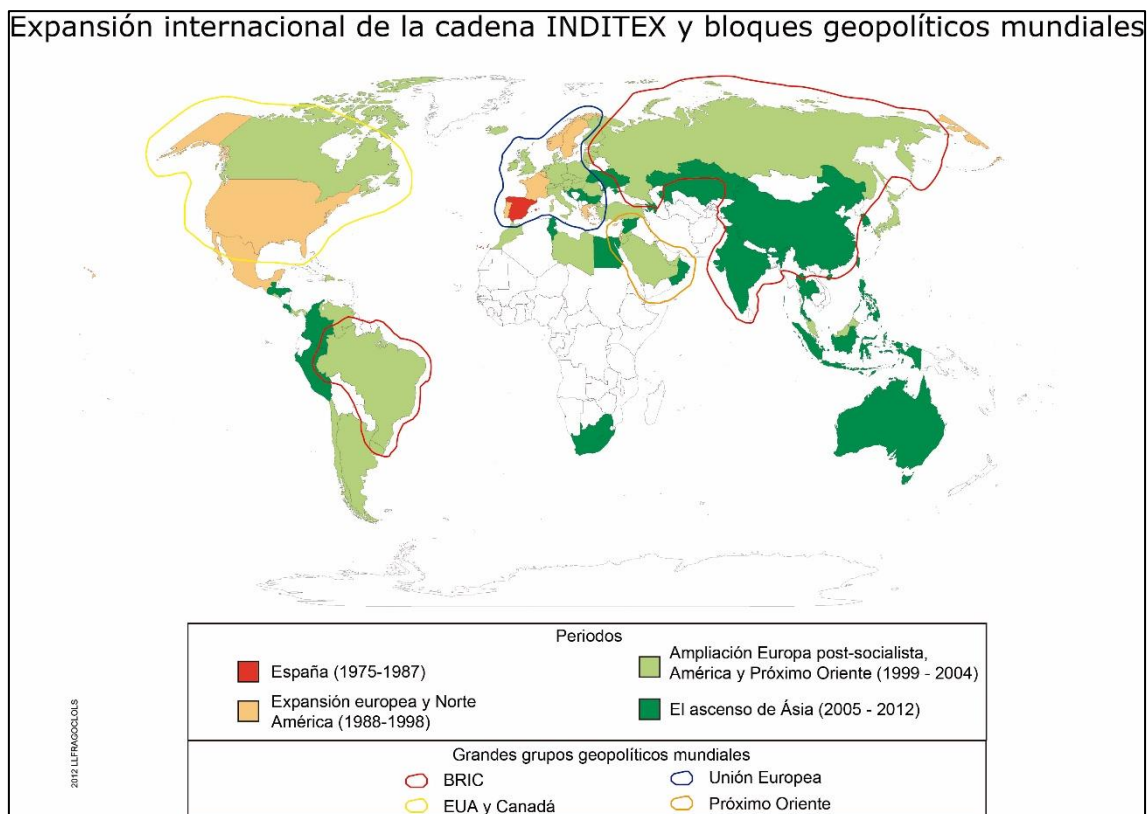 Expansión internacional de la cadena INDITEX y bloques geopolíticos mundiales
Periodos
España (1975-1987)
Expansión europea y Norte
América (1988-1998)
Ampliación Europa post-socialista,
América y Próximo Oriente (1999 - 2004)
El ascenso de Ásia (2005 - 2012)
Grandes grupos geopolíticos mundiales
BRIC
EUA y Canadá
Unión Europea
Próximo Oriente
2012 LLFRAGOCLOLS